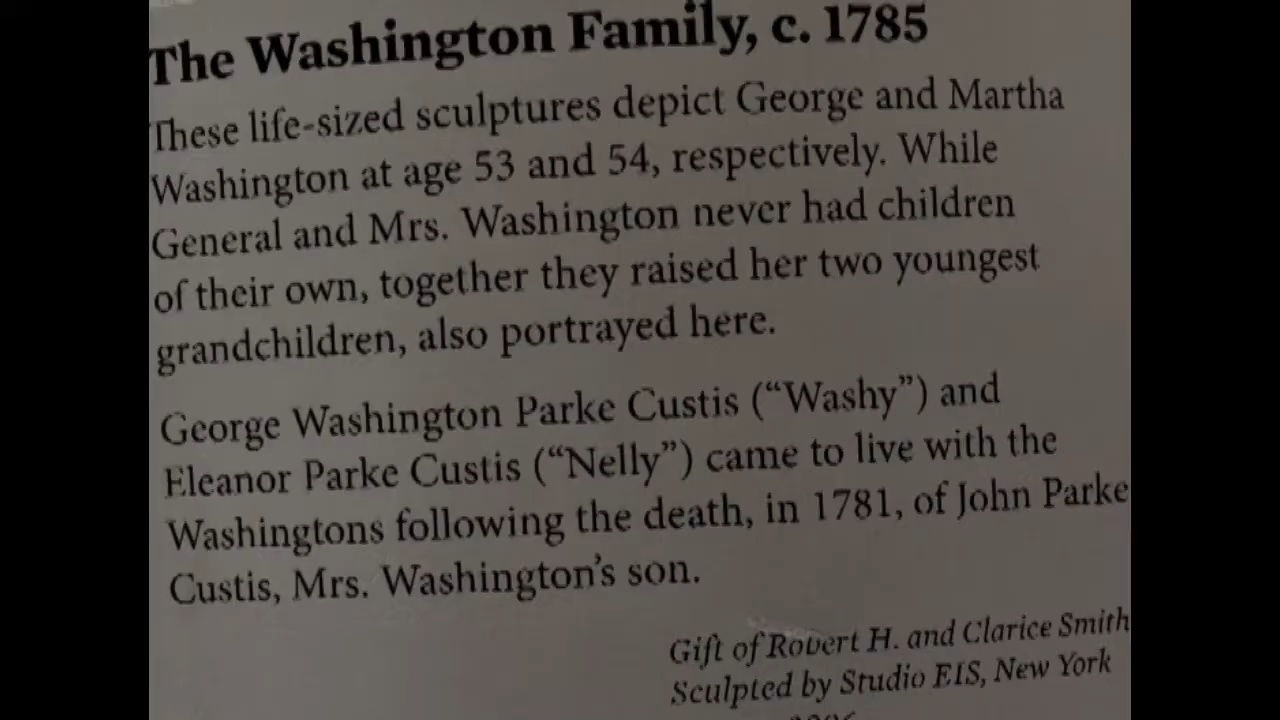 The Washington Family, c. 1785
These life-sized sculptures depict George and Martha
Washington at age 53 and 54, respectively. While
General and Mrs. Washington never had children
of their own, together they raised her two youngest
grandchildren, also portrayed here.
George Washington Parke Custis (“Washy”) and
Eleanor Parke Custis (“Nelly”) came to live with the
Washingtons following the death, in 1781, of John Parke
Custis, Mrs. Washington’s son.
Gift of Robert H. and Clarice Smith
Sculpted by Studio EIS, New York